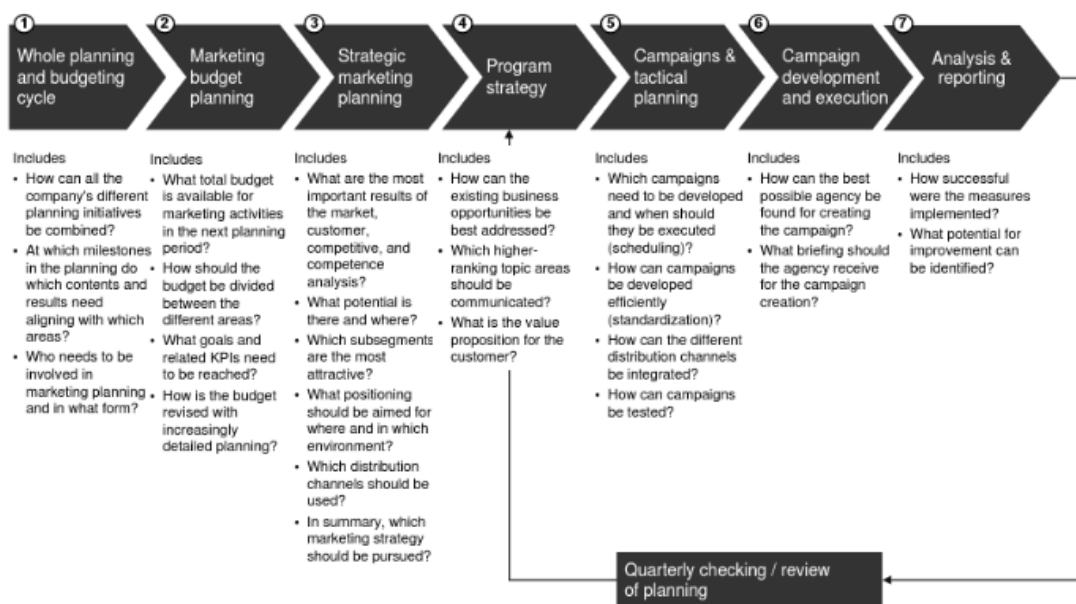 1
Whole planning
and budgeting
cycle
2
Marketing
budget
planning
3
Strategic
marketing
planning
4
Program
strategy
5
Campaigns &
tactical
planning
6
Campaign
development
and execution
7
Analysis &
reporting
Includes
• How can all the
company's different
planning initiatives
be combined?
• At which milestones
in the planning do
which contents and
results need
aligning with which
areas?
• Who needs to be
involved in
marketing planning
and in what form?
Includes
• What total budget
is available for
marketing activities
in the next planning
period?
• How should the
budget be divided
between the
different areas?
• What goals and
related KPIs need
to be reached?
• How is the budget
revised with
increasingly
detailed planning?
Includes
• What are the most
important results of
the market,
customer,
competitive, and
competence
analysis?
• What potential is
there and where?
• Which subsegments
are the most
attractive?
• What positioning
should be aimed for
where and in which
environment?
• Which distribution
channels should be
used?
• In summary, which
marketing strategy
should be pursued?
Includes
• How can the
existing business
opportunities be
best addressed?
• Which higher-
ranking topic areas
should be
communicated?
• What is the value
proposition for the
customer?
Includes
• Which campaigns
need to be developed
and when should
they be executed
(scheduling)?
• How can campaigns
be developed
efficiently
(standardization)?
• How can the different
distribution channels
be integrated?
• How can campaigns
be tested?
Includes
• How can the best
possible agency be
found for creating
the campaign?
• What briefing should
the agency receive
for the campaign
creation?
Includes
• How successful
were the measures
implemented?
• What potential for
improvement can
be identified?
Quarterly checking / review
of planning